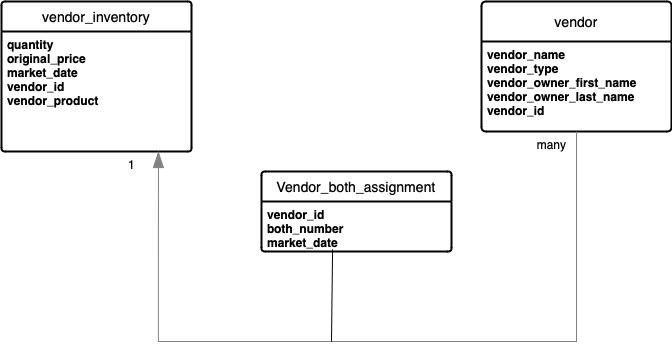 vendor_inventory
quantity
original_price
market_date
vendor_id
vendor_product
1
vendor
vendor_name
vendor_type
vendor_owner_first_name
vendor_owner_last_name
vendor_id
many
Vendor_both_assignment
vendor_id
both_number
market_date